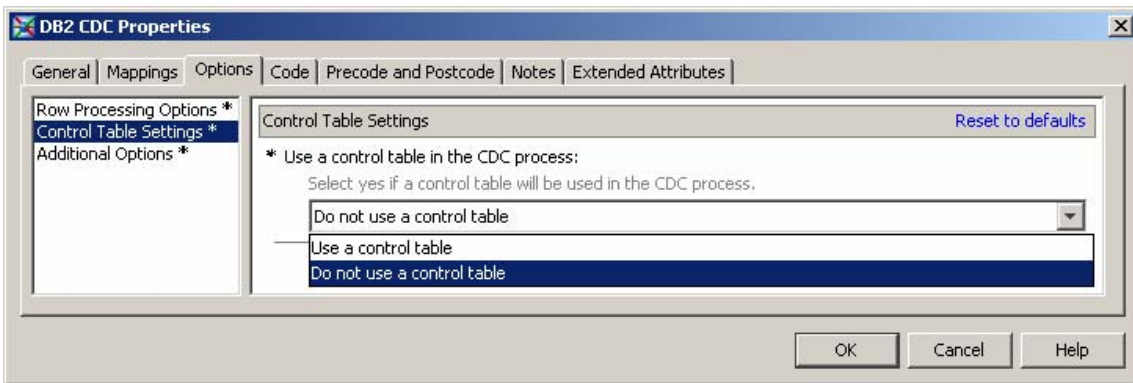 DB2 CDC Properties
General Mappings Options Code Precode and Postcode Notes Extended Attributes
Row Processing Options *
Control Table Settings *
Additional Options *
Control Table Settings Reset to defaults
* Use a control table in the CDC process:
Select yes if a control table will be used in the CDC process.
Do not use a control table
Use a control table
Do not use a control table
OK Cancel Help